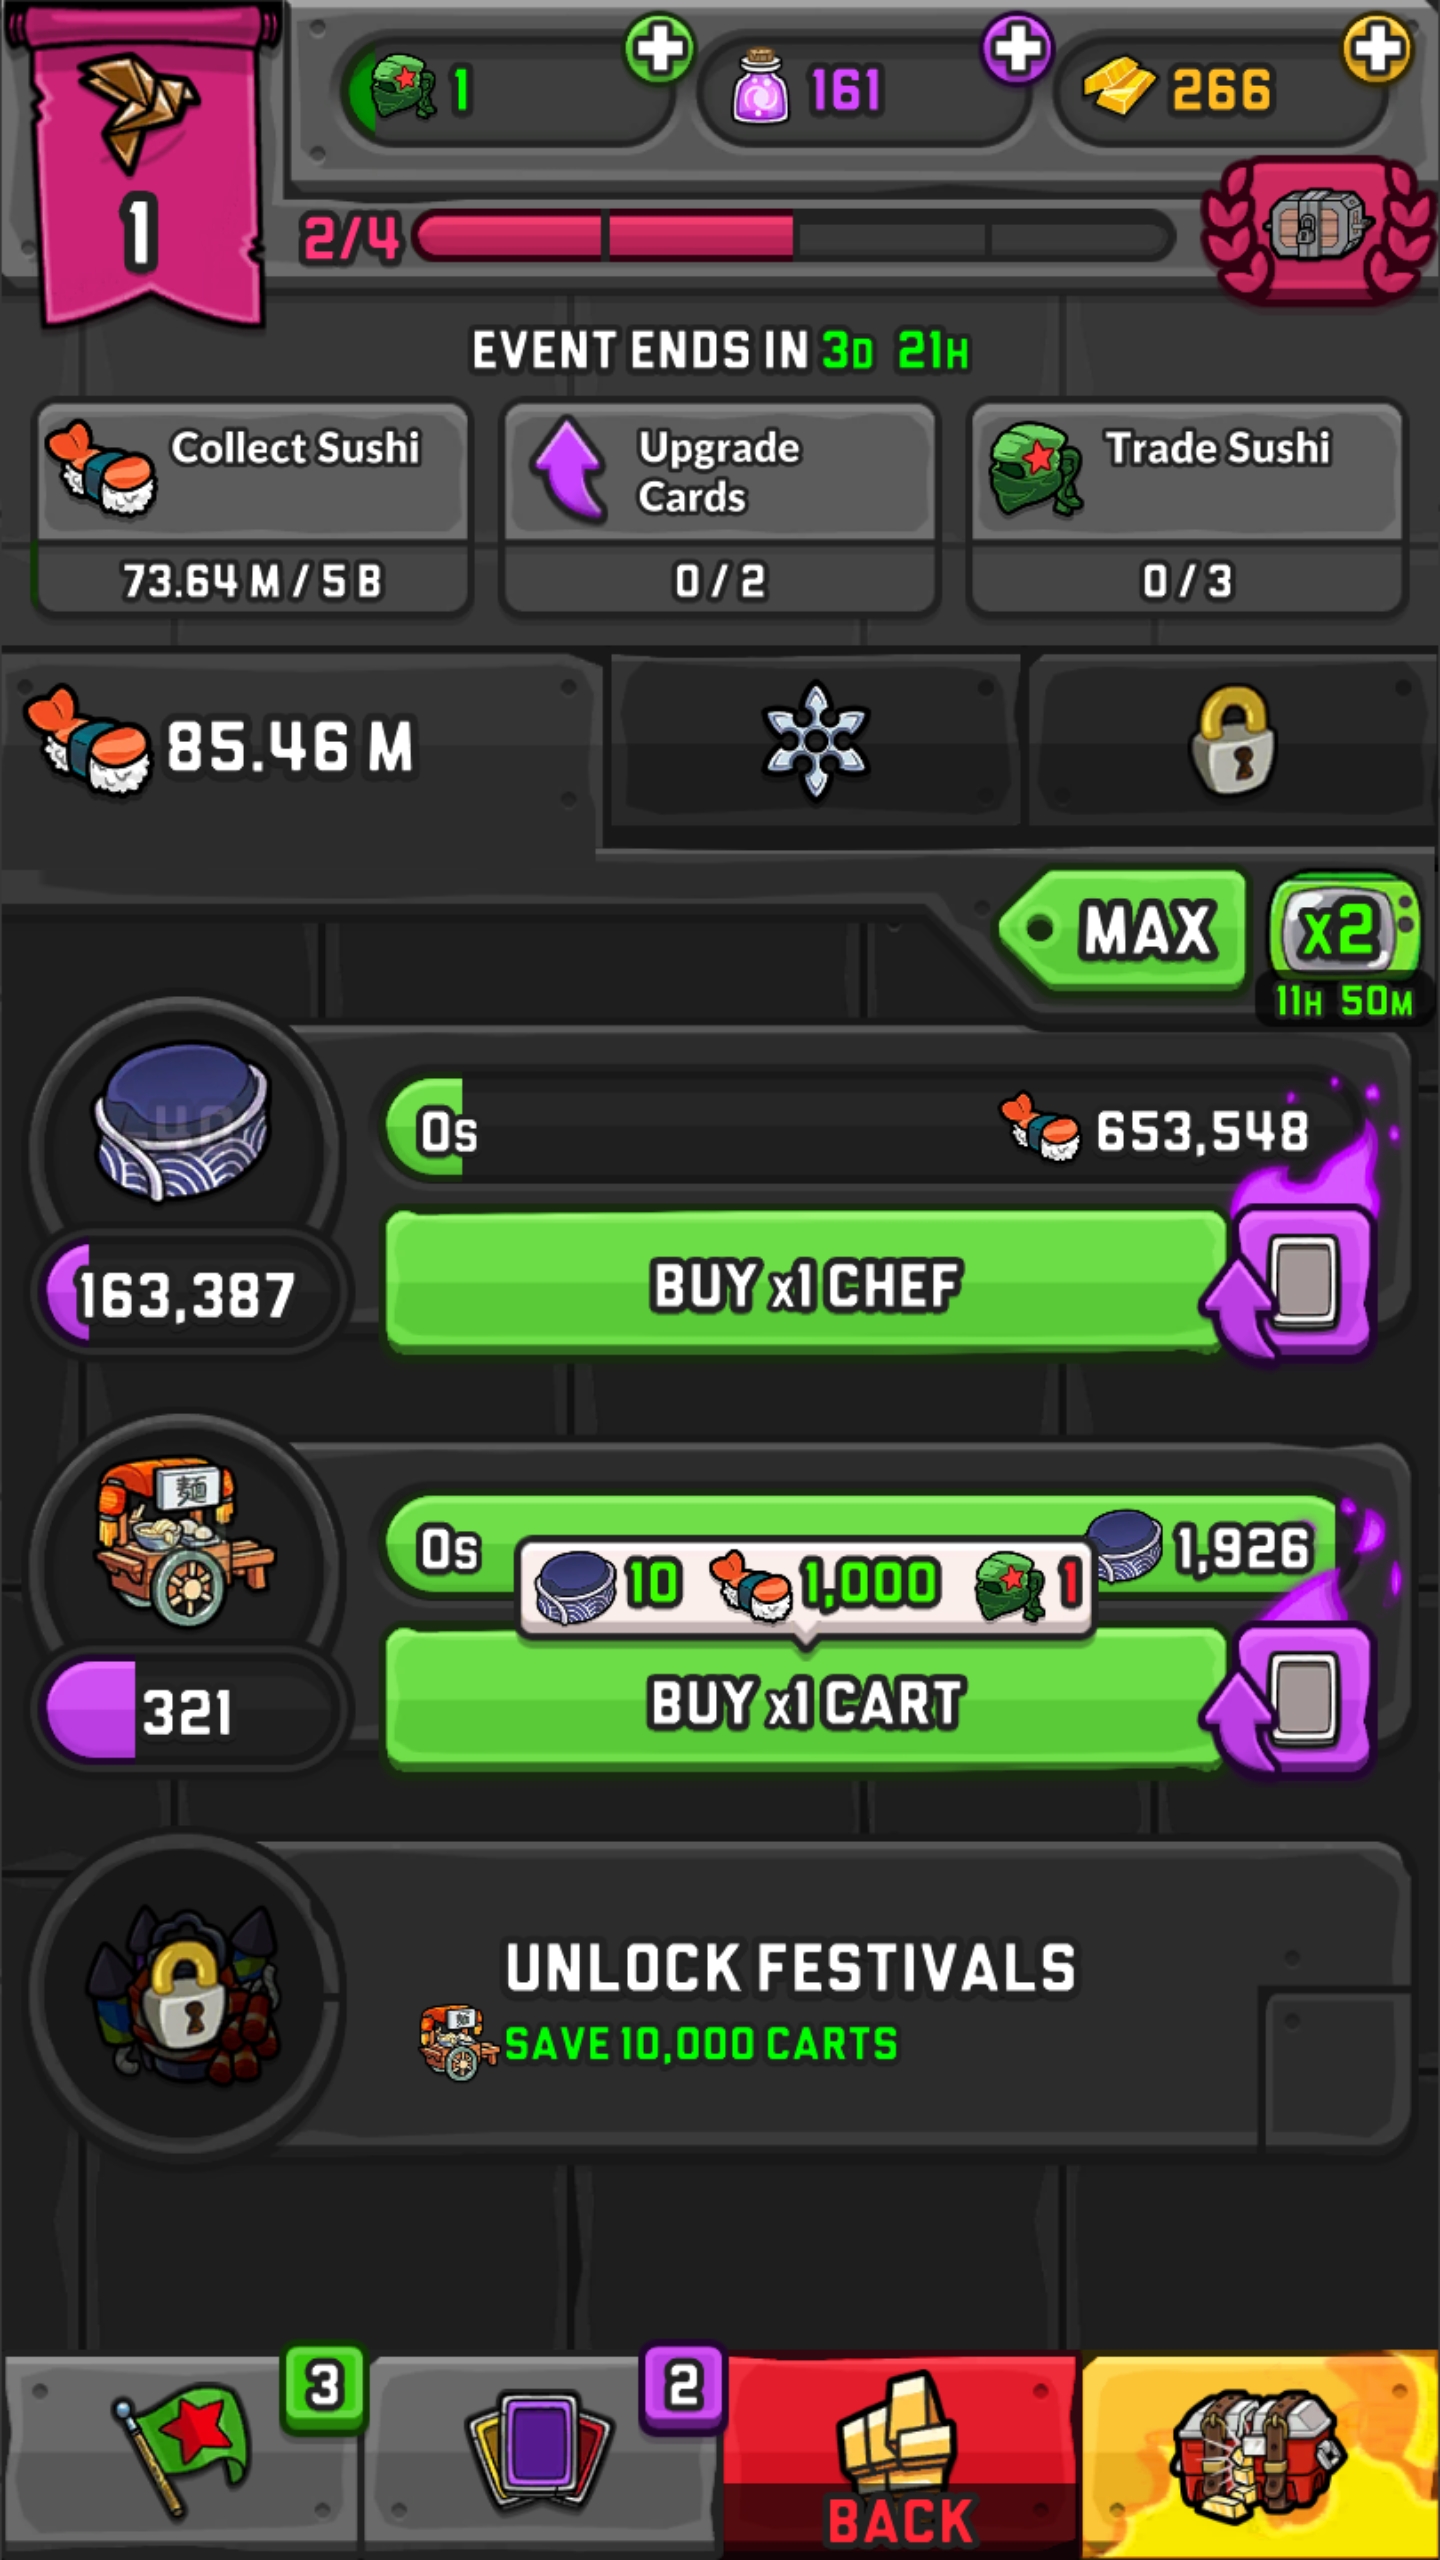 1
161
266
1
2/4
EVENT ENDS IN 3D 21H
Collect Sushi
Upgrade
Cards
Trade Sushi
73.64 M / 5 B
0 / 2
0 / 3
85.46 M
MAX
x2
11H 50M
0s
653,548
163,387
BUY x1 CHEF
麺
0s
1,926
10
1,000
1
321
BUY x1 CART
UNLOCK FESTIVALS
SAVE 10,000 CARTS
3
2
BACK